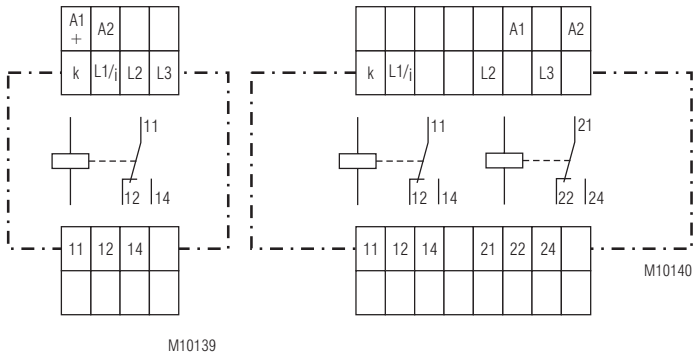 A1
+ A2
k L1/i L2 L3
11
12 14
11 12 14
M10139
A1 A2
k L1/i L2 L3
11 21
12 14 22 24
11 12 14 21 22 24
M10140